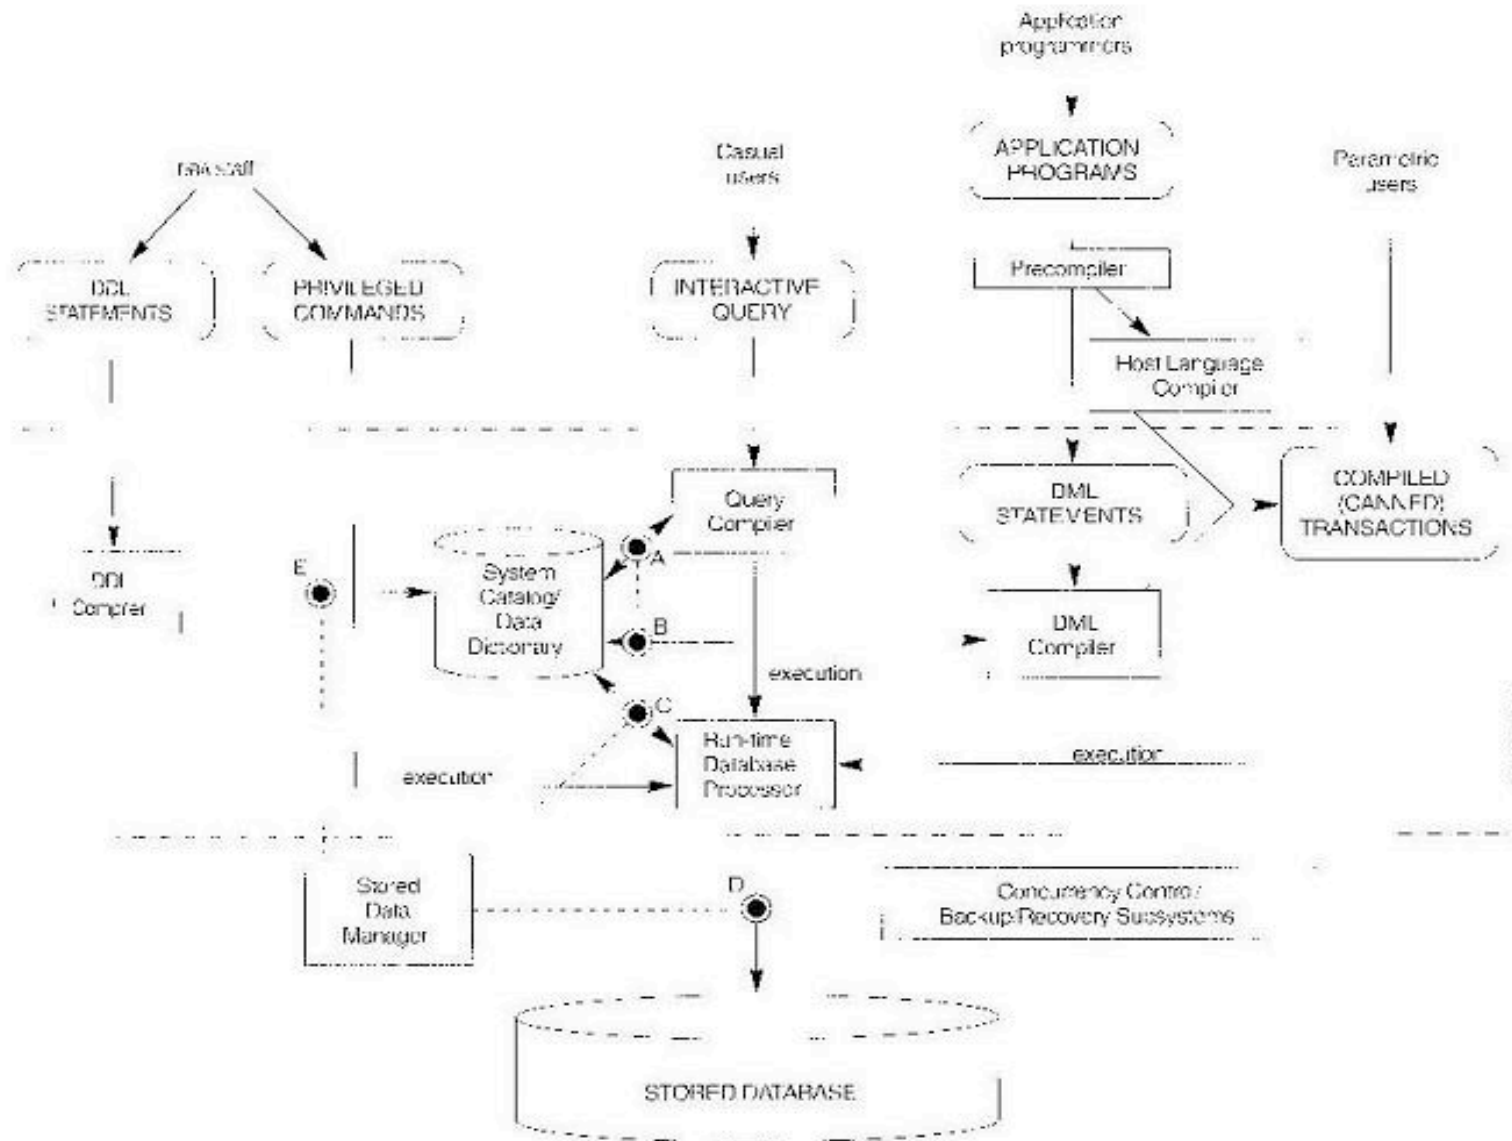 Application
programmers
Casual
users
APPLICATION
PROGRAMS
Parametric
users
DBA staff
DDL
STATEMENTS
PRIVILEGED
COMMANDS
INTERACTIVE
QUERY
Precompiler
Host Language
Compiler
Query
Compiler
DML
STATEMENTS
COMPILED
(CANNED)
TRANSACTIONS
DDL
Compiler
E
System
Catalog/
Data
Dictionary
A
B
DML
Compiler
execution
C
Run-time
Database
Processor
execution
execution
Stored
Data
Manager
D
Concurrency Control/
Backup/Recovery Subsystems
STORED DATABASE